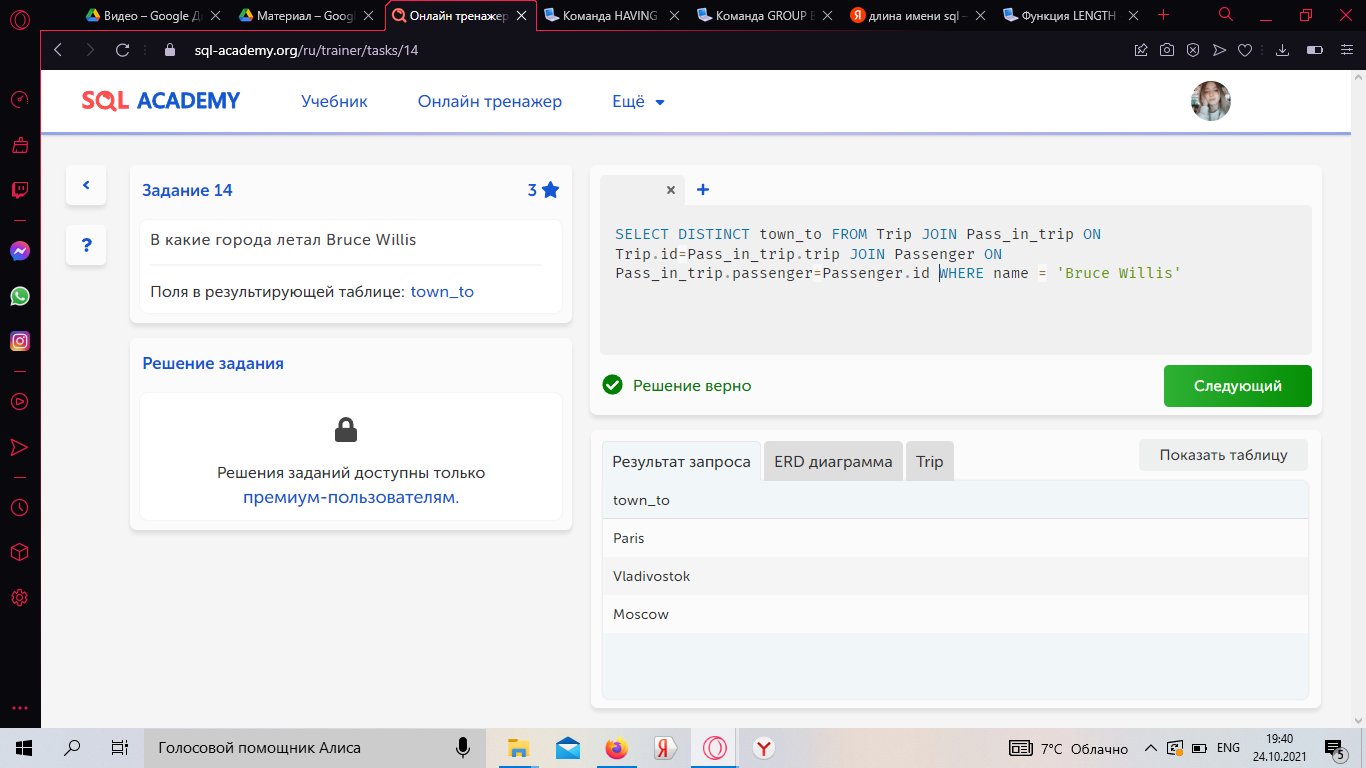 Видео – Google Д
Материал – Googl
Онлайн тренажер
Команда HAVING
Команда GROUP B
длина имени sql –
Функция LENGTH
sql-academy.org/ru/trainer/tasks/14
SQL ACADEMY
Учебник
Онлайн тренажер
Ещё
Задание 14
3
В какие города летал Bruce Willis
Поля в результирующей таблице: town_to
Решение задания
Решения заданий доступны только
премиум-пользователям.
SELECT DISTINCT town_to FROM Trip JOIN Pass_in_trip ON
Trip.id=Pass_in_trip.trip JOIN Passenger ON
Pass_in_trip.passenger=Passenger.id WHERE name = 'Bruce Willis'
Решение верно
Следующий
Результат запроса
ERD диаграмма
Trip
Показать таблицу
town_to
Paris
Vladivostok
Moscow
Голосовой помощник Алиса
7°C Облачно
ENG
19:40
24.10.2021
5